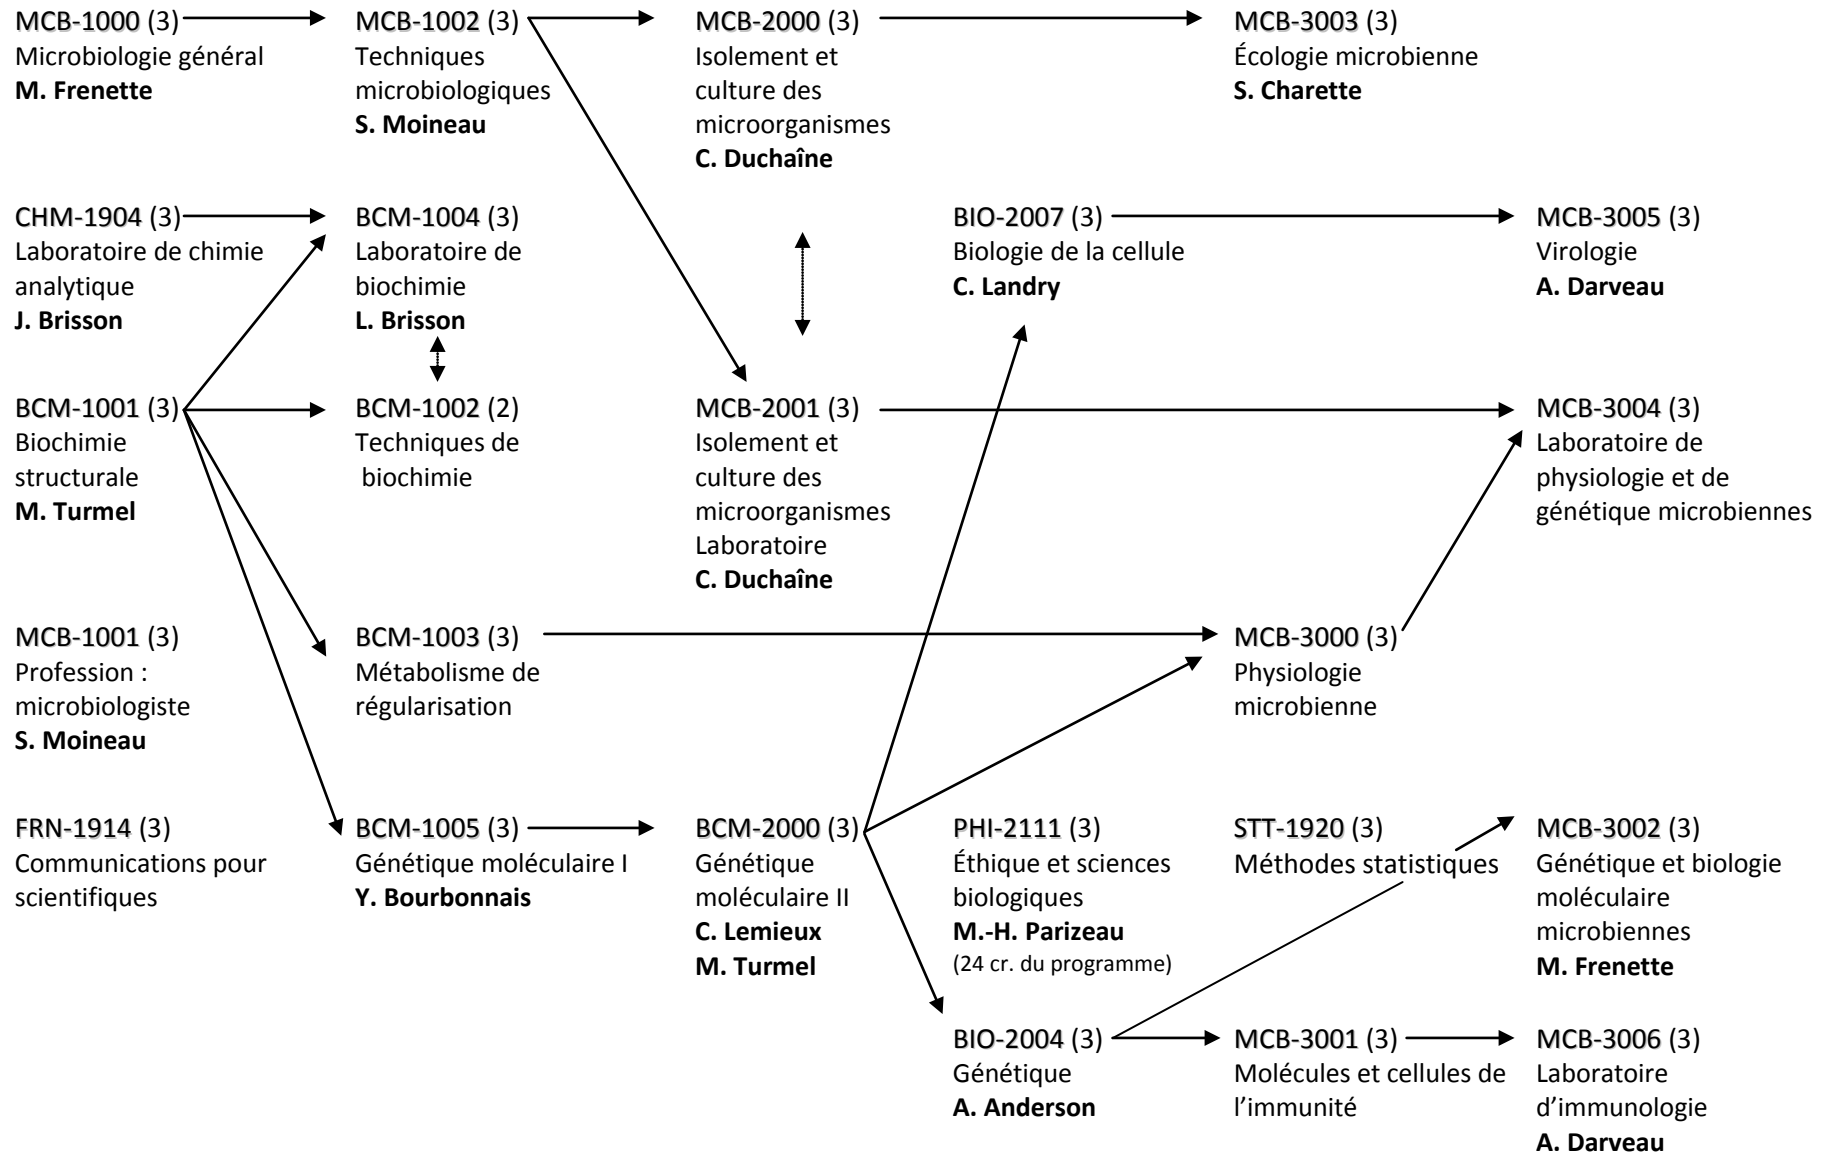 MCB-1000 (3)
Microbiologie général
M. Frenette
MCB-1002 (3)
Techniques
microbiologiques
S. Moineau
MCB-2000 (3)
Isolement et
culture des
microorganismes
C. Duchaîne
MCB-3003 (3)
Écologie microbienne
S. Charette
CHM-1904 (3)
Laboratoire de chimie
analytique
J. Brisson
BCM-1004 (3)
Laboratoire de
biochimie
L. Brisson
BIO-2007 (3)
Biologie de la cellule
C. Landry
MCB-3005 (3)
Virologie
A. Darveau
BCM-1001 (3)
Biochimie
structurale
M. Turmel
BCM-1002 (2)
Techniques de
biochimie
MCB-2001 (3)
Isolement et
culture des
microorganismes
Laboratoire
C. Duchaîne
MCB-3004 (3)
Laboratoire de
physiologie et de
génétique microbiennes
MCB-1001 (3)
Profession :
microbiologiste
S. Moineau
BCM-1003 (3)
Métabolisme de
régularisation
MCB-3000 (3)
Physiologie
microbienne
FRN-1914 (3)
Communications pour
scientifiques
BCM-1005 (3)
Génétique moléculaire I
Y. Bourbonnais
BCM-2000 (3)
Génétique
moléculaire II
C. Lemieux
M. Turmel
PHI-2111 (3)
Éthique et sciences
biologiques
M.-H. Parizeau
(24 cr. du programme)
STT-1920 (3)
Méthodes statistiques
MCB-3002 (3)
Génétique et biologie
moléculaire
microbiennes
M. Frenette
BIO-2004 (3)
Génétique
A. Anderson
MCB-3001 (3)
Molécules et cellules de
l’immunité
MCB-3006 (3)
Laboratoire
d’immunologie
A. Darveau